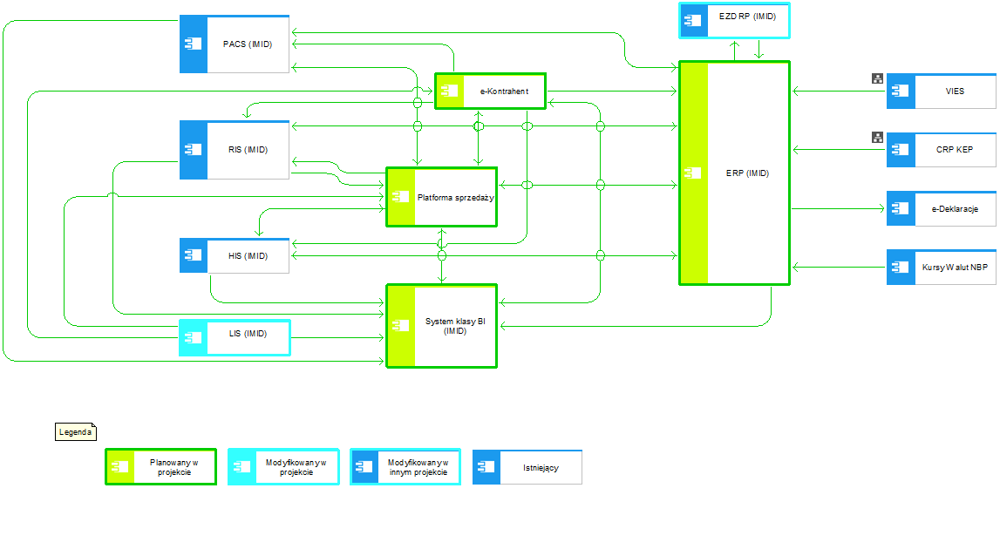 EZD RP (IMID)
PACS (IMID)
e-Kontrahent
VIES
RIS (IMID)
CRP KEP
ERP (IMID)
Platforma sprzedaży
e-Deklaracje
HIS (IMID)
Kursy Walut NBP
System klasy BI
(IMID)
LIS (IMID)
Legenda
Planowany w
projekcie
Modyfikowany w
projekcie
Modyfikowany w
innym projekcie
Istniejący